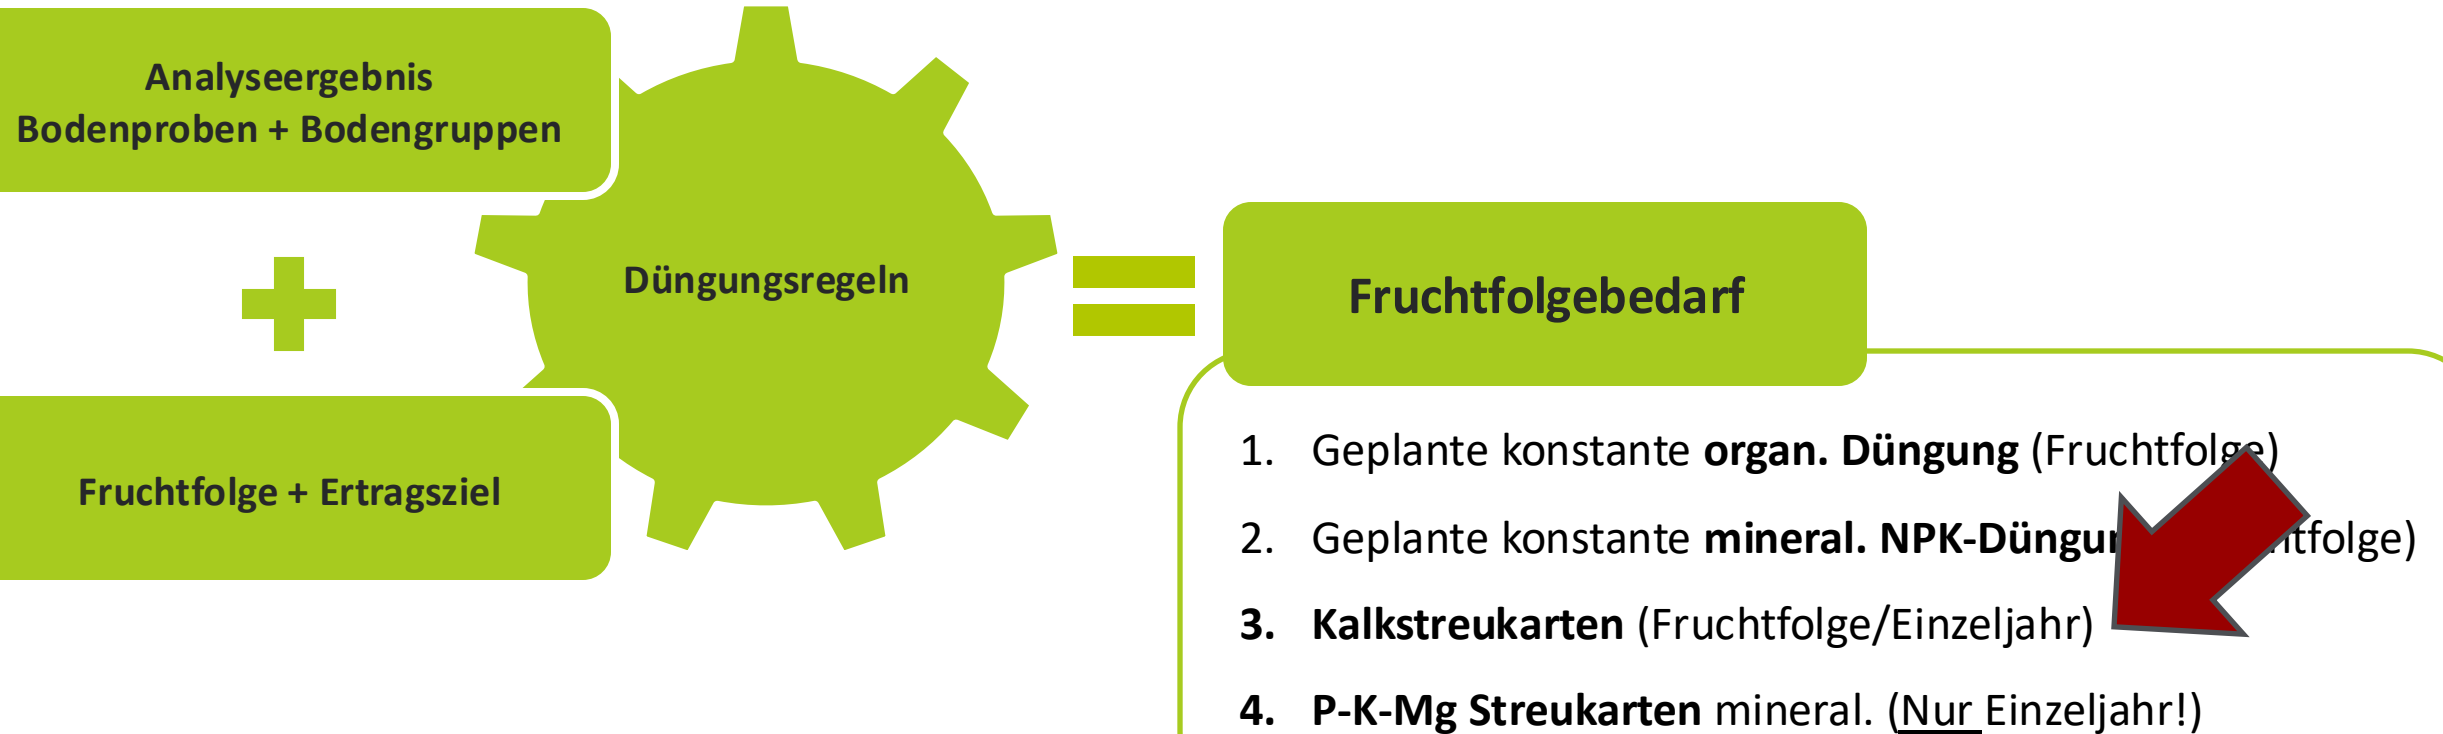 Analyseergebnis
Bodenproben + Bodengruppen
Düngungsregeln
Fruchtfolge + Ertragsziel
Fruchtfolgebedarf
1. Geplante konstante organ. Düngung (Fruchtfolge)
2. Geplante konstante mineral. NPK-Düngu tfolge)
3. Kalkstreukarten (Fruchtfolge/Einzeljahr)
4. P-K-Mg Streukarten mineral. (Nur Einzeljahr!)